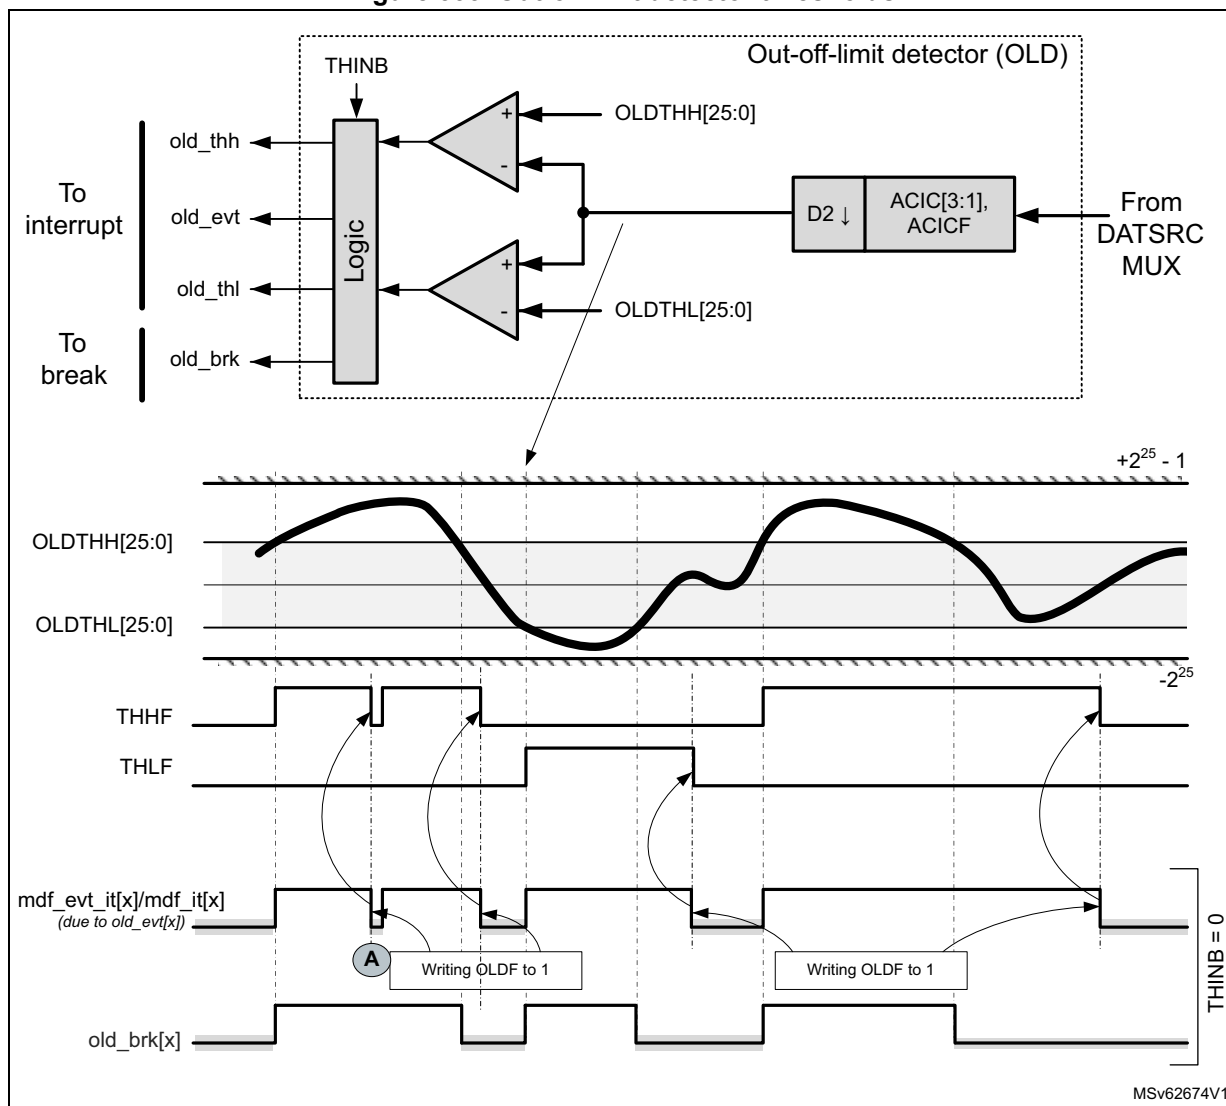 Out-off-limit detector (OLD)
THINB
OLDTHH[25:0]
old_thh
+
-
To
interrupt
old_evt
Logic
D2 ↓
ACIC[3:1],
ACICF
From
DATSRC
MUX
old_thl
+
-
OLDTHL[25:0]
To
break
old_brk
+2²⁵ - 1
OLDTHH[25:0]
OLDTHL[25:0]
-2²⁵
THHF
THLF
mdf_evt_it[x]/mdf_it[x]
(due to old_evt[x])
A
Writing OLDF to 1
Writing OLDF to 1
THINB = 0
old_brk[x]
MSv62674V1